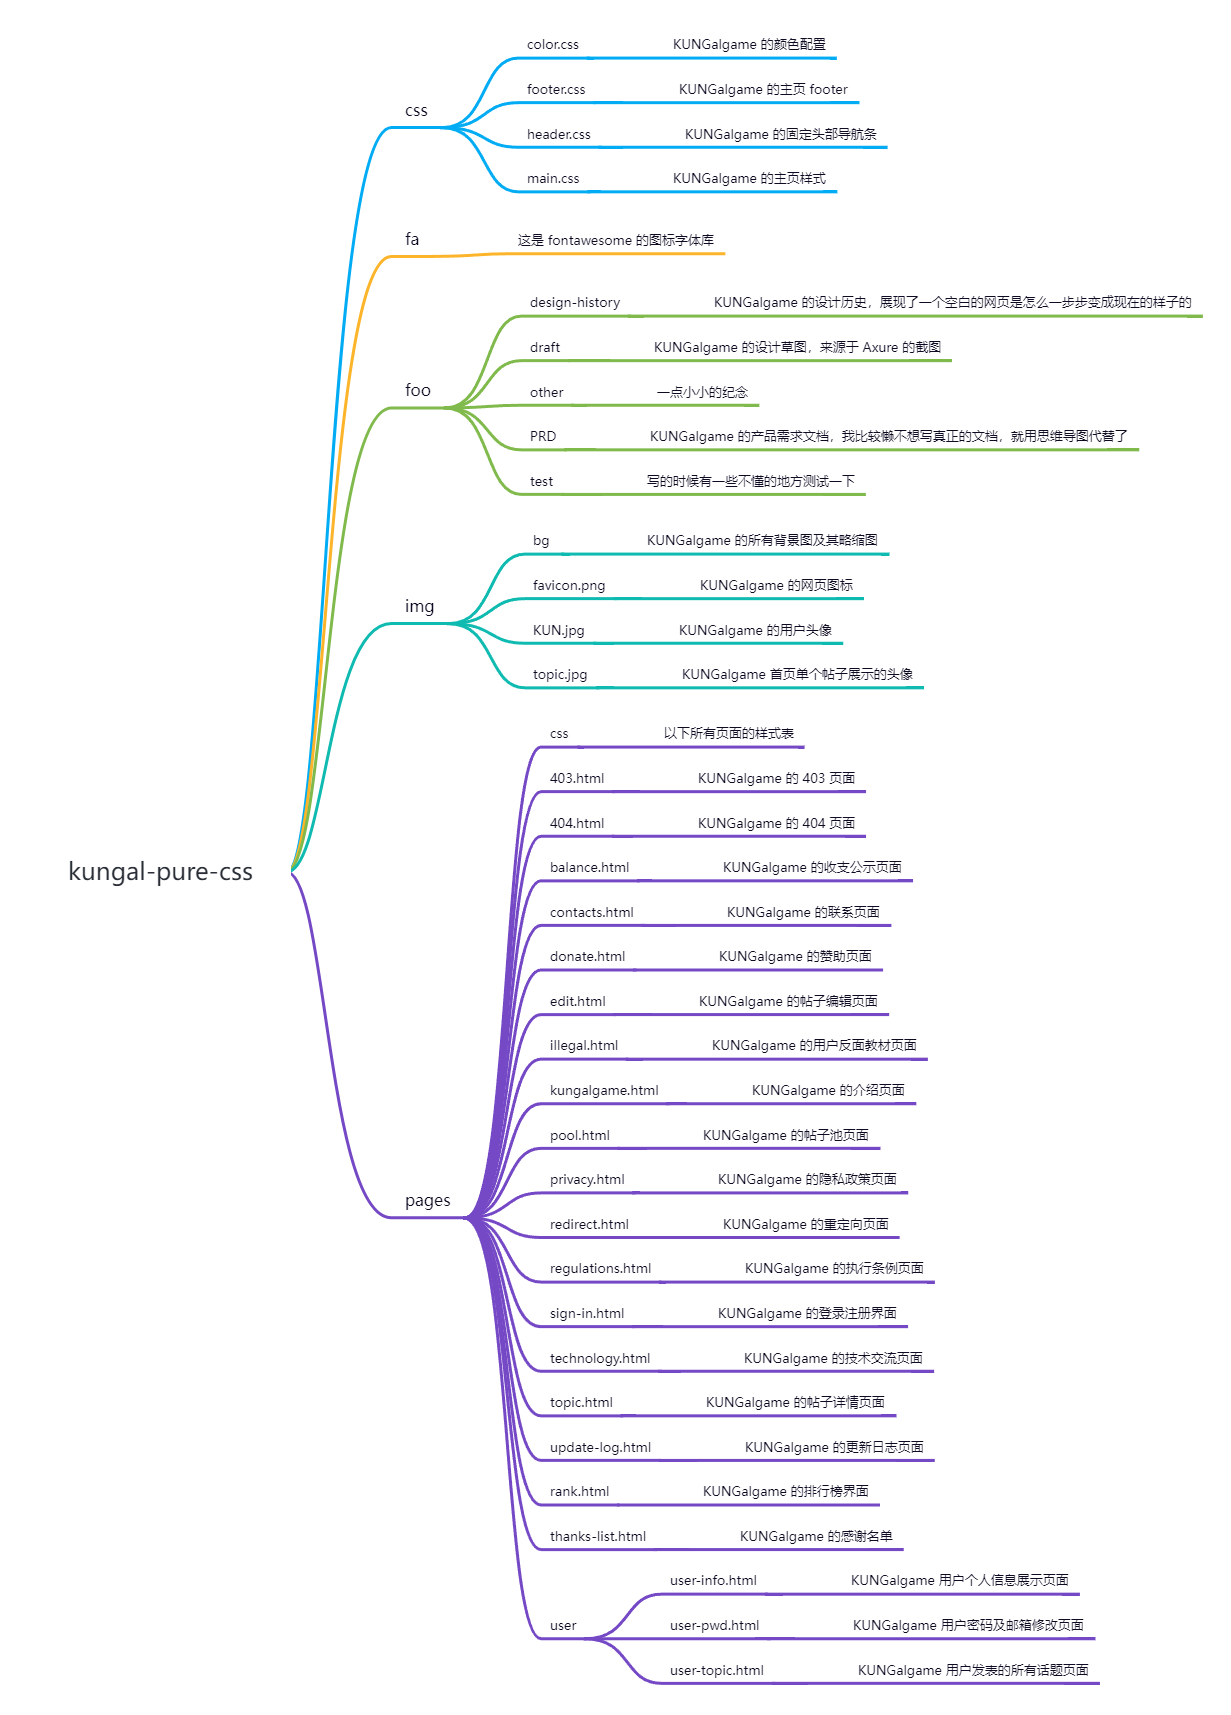 color.css KUNGalgame 的颜色配置
footer.css KUNGalgame 的主页 footer
css
header.css KUNGalgame 的固定头部导航条
main.css KUNGalgame 的主页样式
fa 这是 fontawesome 的图标字体库
design-history KUNGalgame 的设计历史，展现了一个空白的网页是怎么一步步变成现在的样子的
draft KUNGalgame 的设计草图，来源于 Axure 的截图
foo
other 一点小小的纪念
PRD KUNGalgame 的产品需求文档，我比较懒不想写真正的文档，就用思维导图代替了
test 写的时候有一些不懂的地方测试一下
bg KUNGalgame 的所有背景图及其略缩图
favicon.png KUNGalgame 的网页图标
img
KUN.jpg KUNGalgame 的用户头像
topic.jpg KUNGalgame 首页单个帖子展示的头像
css 以下所有页面的样式表
403.html KUNGalgame 的 403 页面
404.html KUNGalgame 的 404 页面
kungal-pure-css
balance.html KUNGalgame 的收支公示页面
contacts.html KUNGalgame 的联系页面
donate.html KUNGalgame 的赞助页面
edit.html KUNGalgame 的帖子编辑页面
illegal.html KUNGalgame 的用户反面教材页面
kungalgame.html KUNGalgame 的介绍页面
pool.html KUNGalgame 的帖子池页面
privacy.html KUNGalgame 的隐私政策页面
pages
redirect.html KUNGalgame 的重定向页面
regulations.html KUNGalgame 的执行条例页面
sign-in.html KUNGalgame 的登录注册界面
technology.html KUNGalgame 的技术交流页面
topic.html KUNGalgame 的帖子详情页面
update-log.html KUNGalgame 的更新日志页面
rank.html KUNGalgame 的排行榜界面
thanks-list.html KUNGalgame 的感谢名单
user-info.html KUNGalgame 用户个人信息展示页面
user
user-pwd.html KUNGalgame 用户密码及邮箱修改页面
user-topic.html KUNGalgame 用户发表的所有话题页面